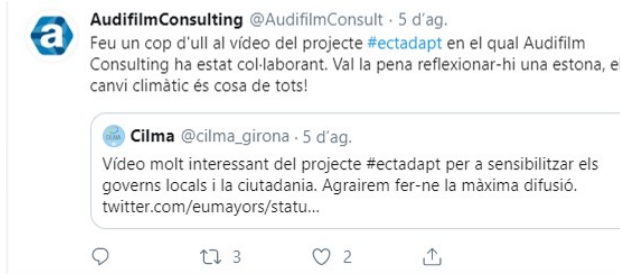 AudifilmConsulting @AudifilmConsult · 5 d’ag.
Feu un cop d'ull al vídeo del projecte #ectadapt en el qual Audifilm
Consulting ha estat col·laborant. Val la pena reflexionar-hi una estona, el
canvi climàtic és cosa de tots!
Cilma @cilma_girona · 5 d’ag.
Vídeo molt interessant del projecte #ectadapt per a sensibilitzar els
governs locals i la ciutadania. Agrairem fer-ne la màxima difusió.
twitter.com/eumayors/statu...
3 2